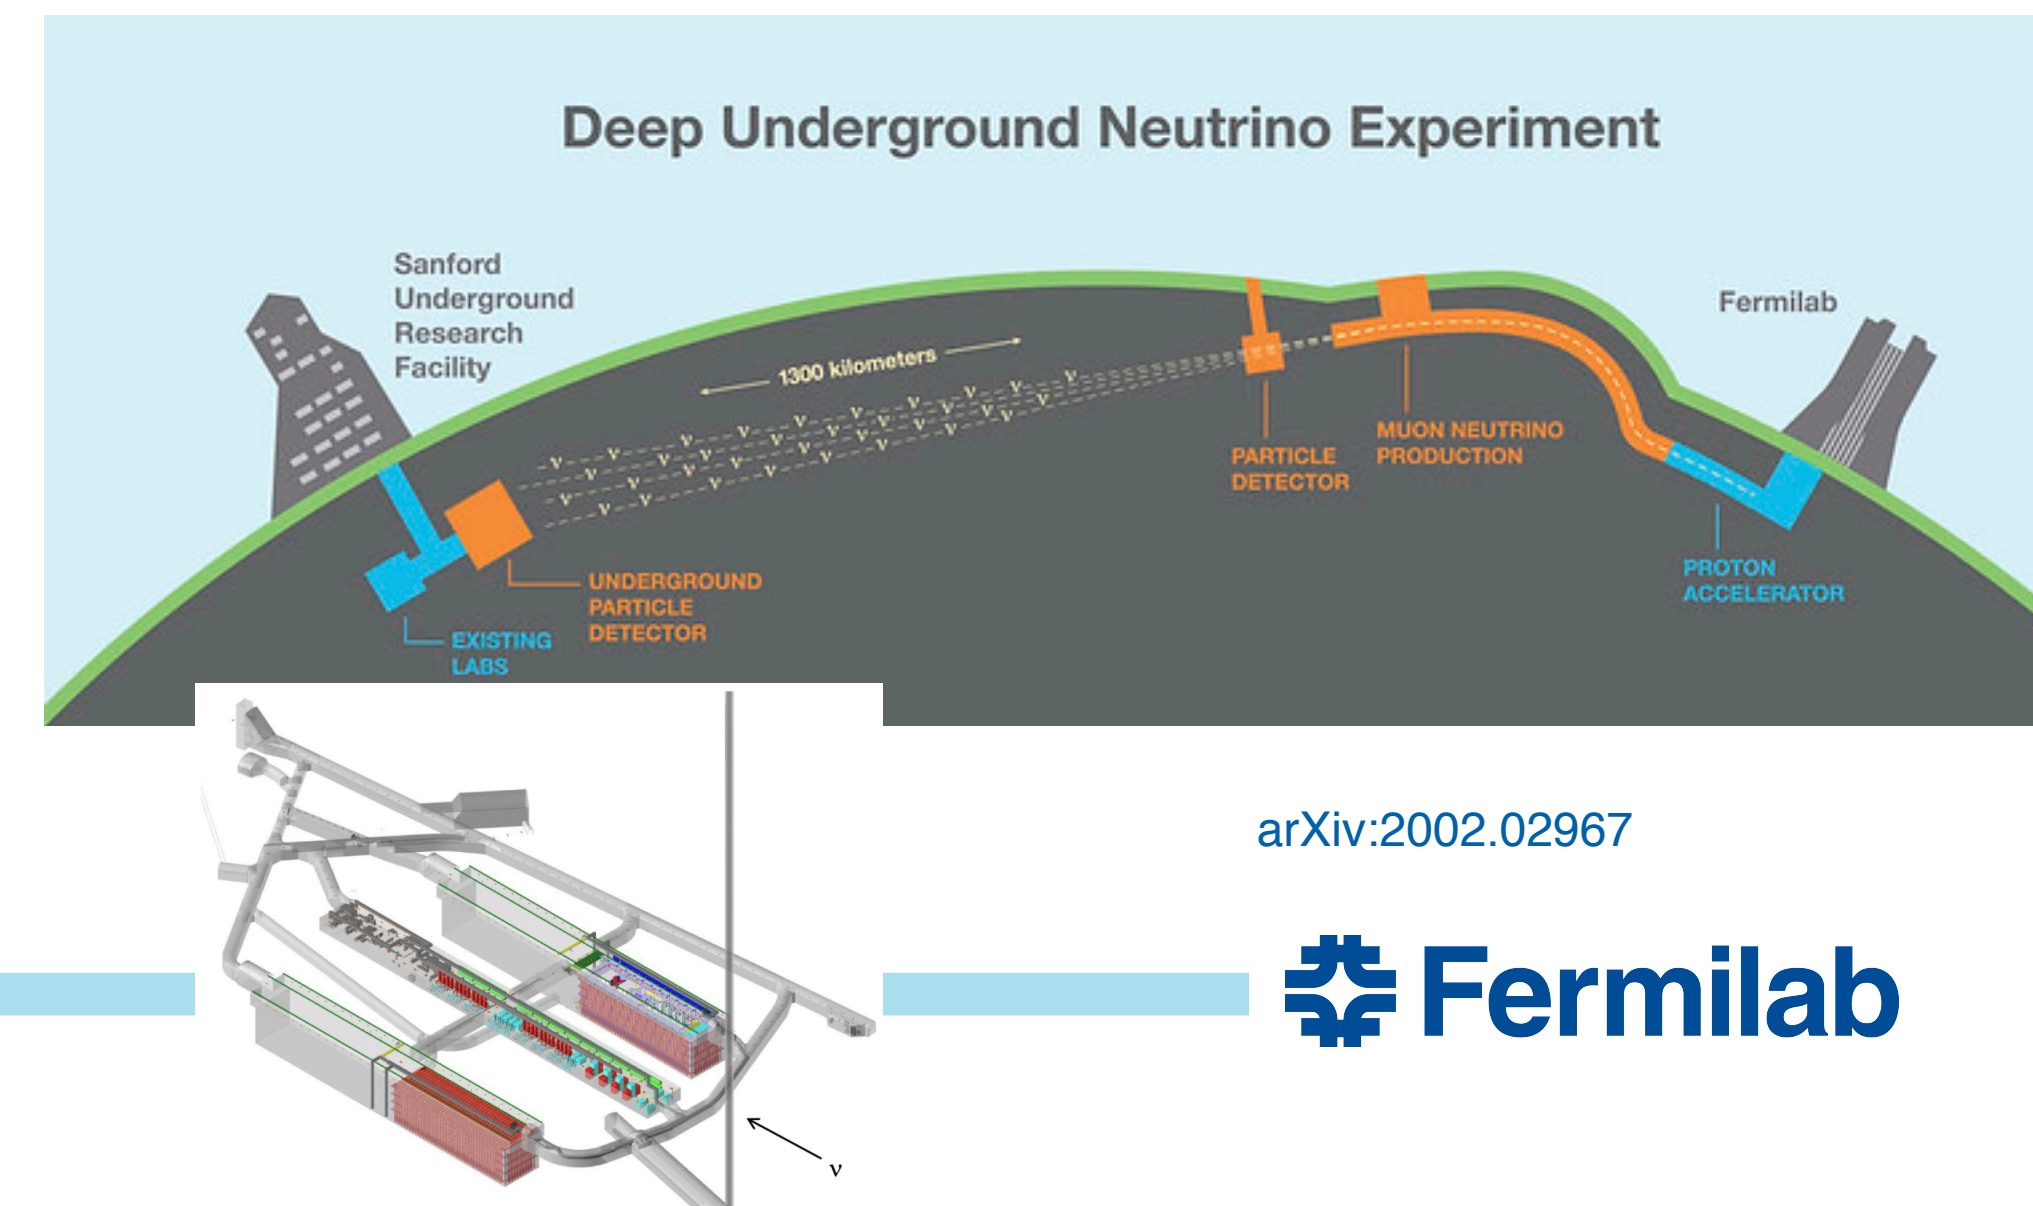 Deep Underground Neutrino Experiment
Sanford
Underground
Research
Facility
Fermilab
1300 kilometers
ν ν ν ν ν ν ν ν
ν ν ν ν ν ν
ν ν ν ν ν ν
ν ν ν ν ν ν
MUON NEUTRINO
PRODUCTION
PARTICLE
DETECTOR
PROTON
ACCELERATOR
UNDERGROUND
PARTICLE
DETECTOR
EXISTING
LABS
arXiv:2002.02967
Fermilab
ν